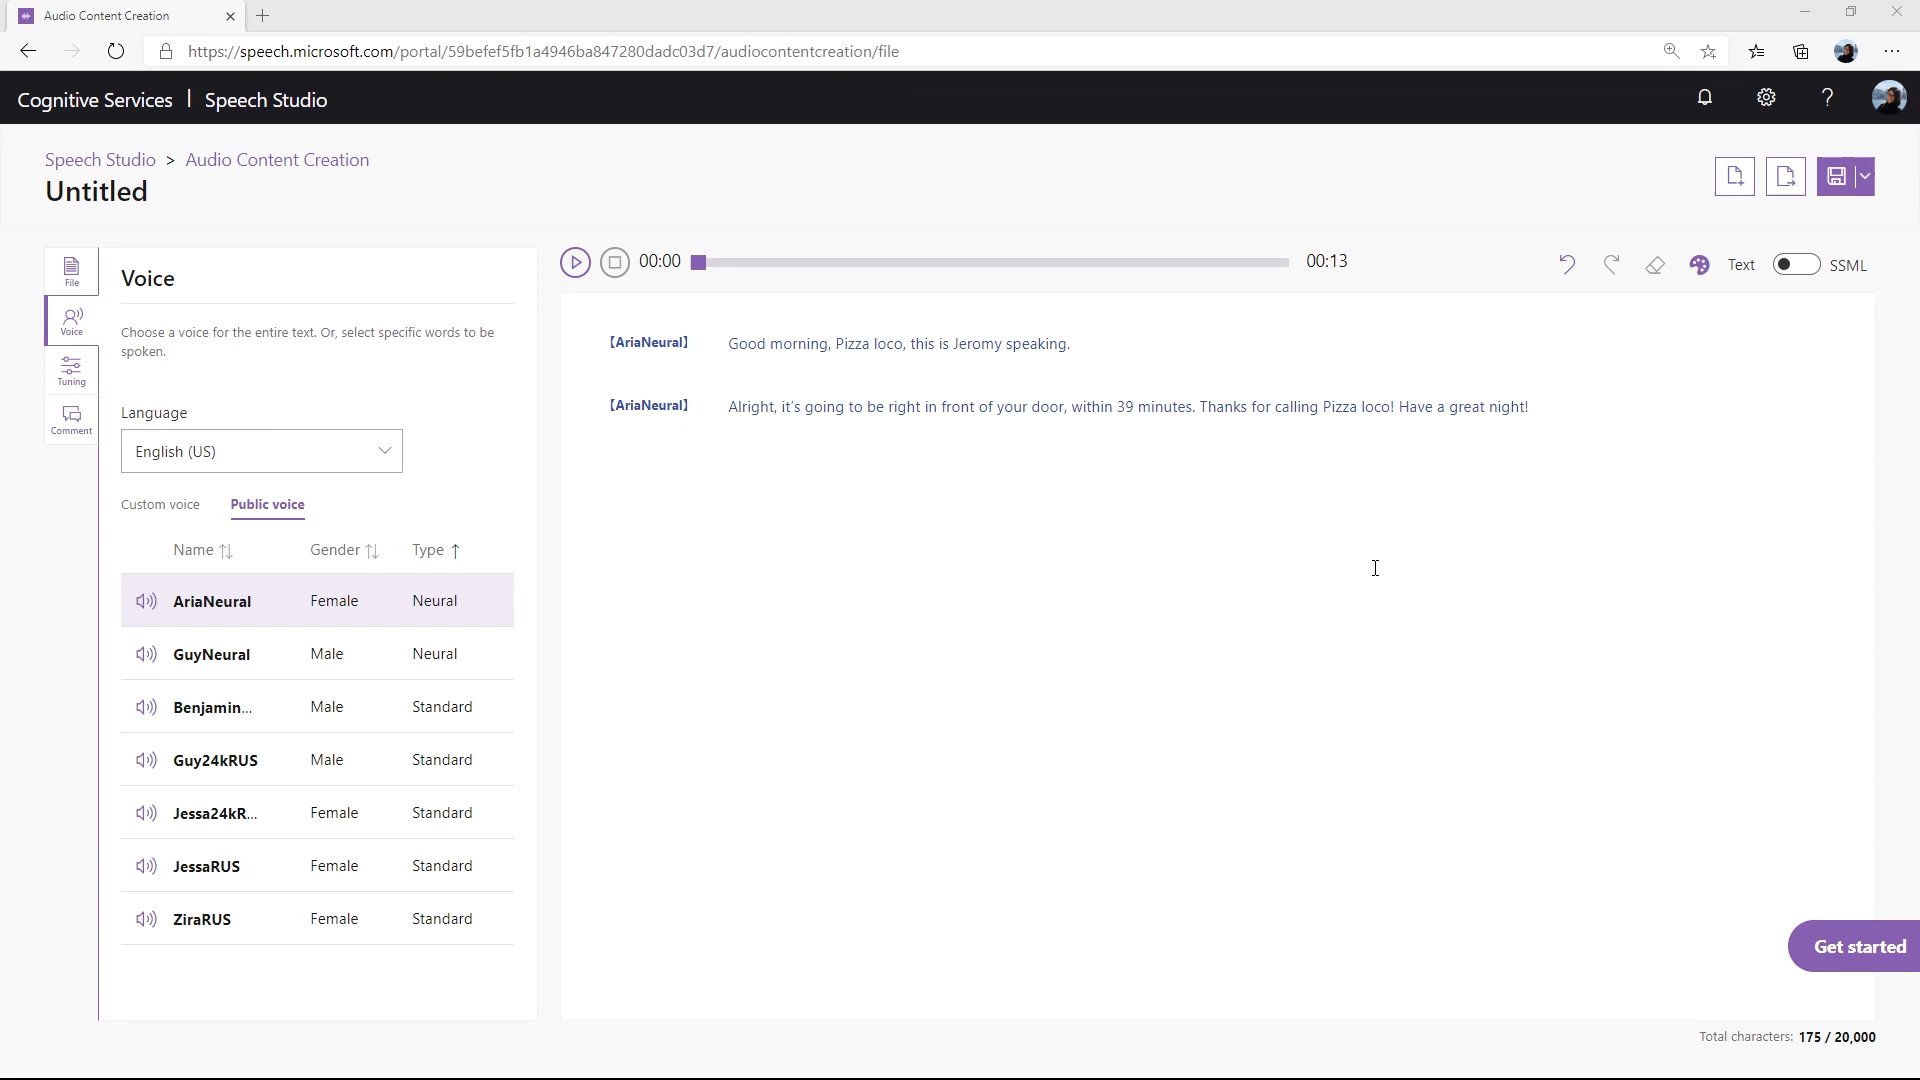 Audio Content Creation
https://speech.microsoft.com/portal/59befef5fb1a4946ba847280dadc03d7/audiocontentcreation/file
Cognitive Services | Speech Studio
Speech Studio > Audio Content Creation
Untitled
File
Voice
Tuning
Comment
Voice
Choose a voice for the entire text. Or, select specific words to be
spoken.
Language
English (US)
Custom voice Public voice
Name Gender Type
AriaNeural Female Neural
GuyNeural Male Neural
Benjamin... Male Standard
Guy24kRUS Male Standard
Jessa24kR... Female Standard
JessaRUS Female Standard
ZiraRUS Female Standard
00:00 00:13
Text SSML
【AriaNeural】 Good morning, Pizza loco, this is Jeromy speaking.
【AriaNeural】 Alright, it's going to be right in front of your door, within 39 minutes. Thanks for calling Pizza loco! Have a great night!
Get started
Total characters: 175 / 20,000